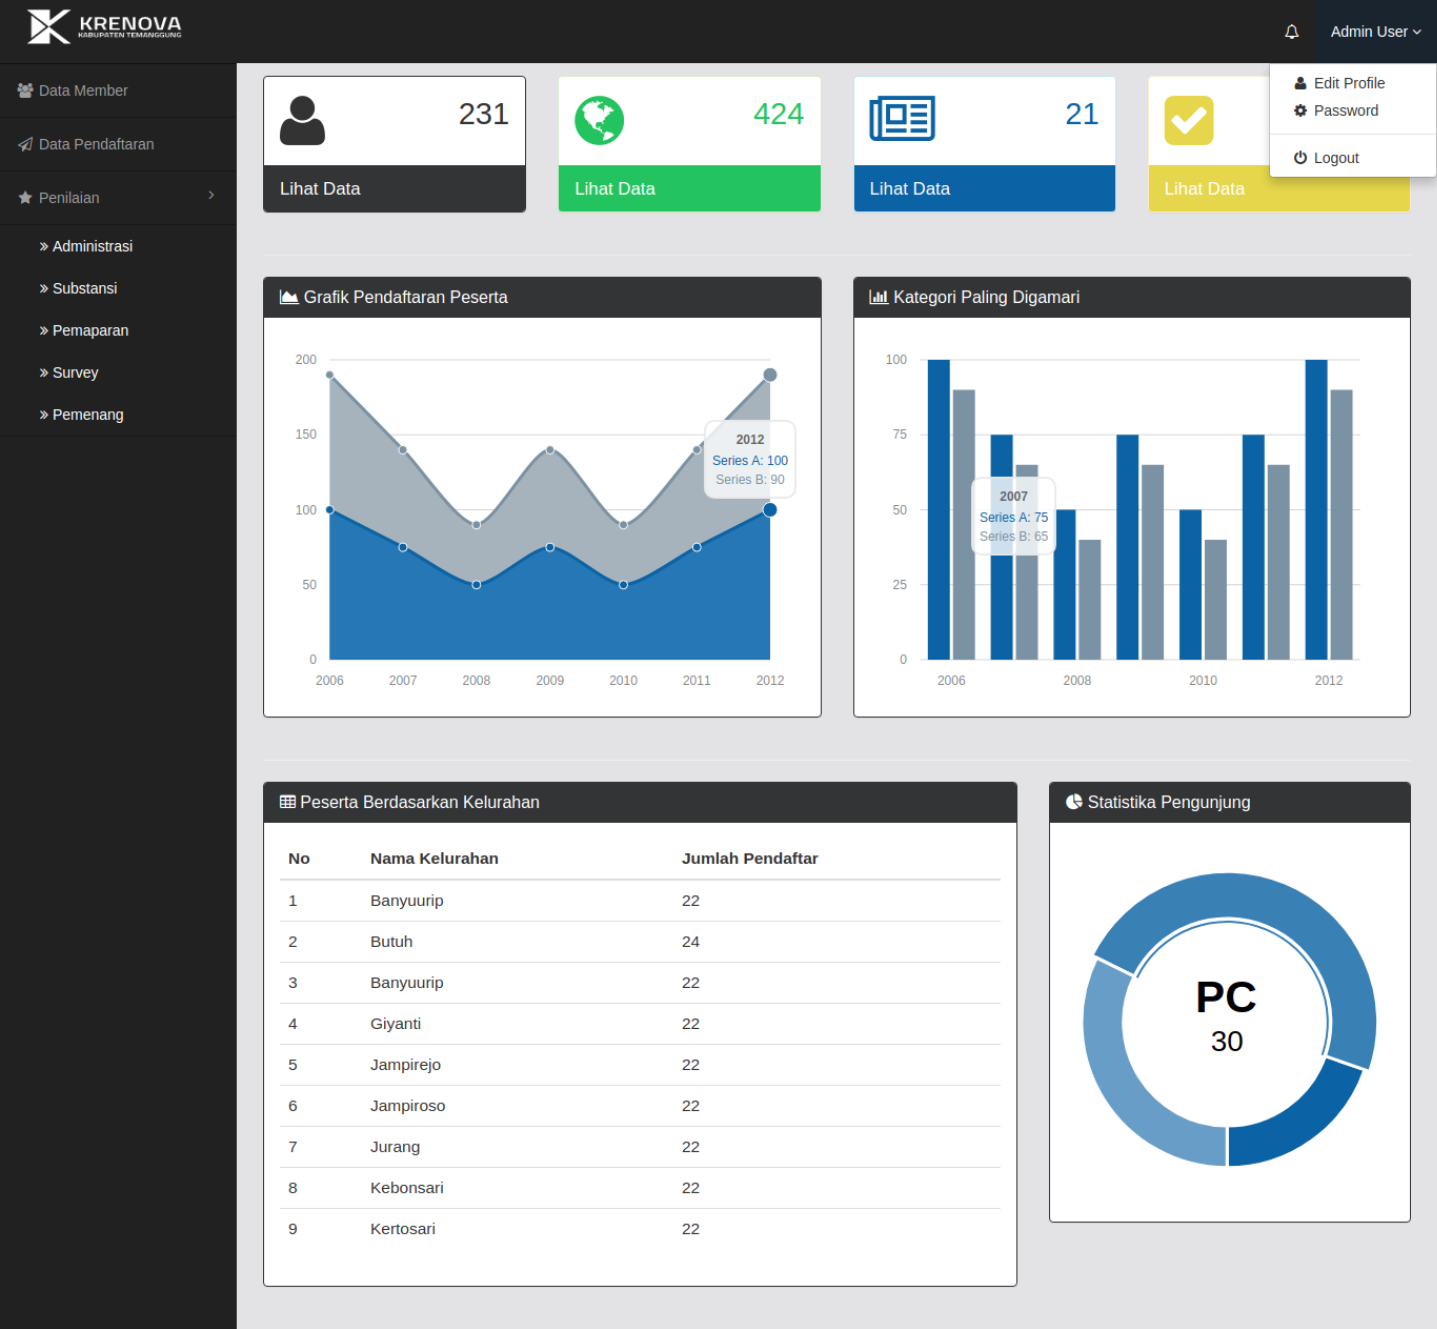 KRENOVA
KABUPATEN TEMANGGUNG
Admin User
Edit Profile
Password
Logout
Data Member
Data Pendaftaran
Penilaian
Administrasi
Substansi
Pemaparan
Survey
Pemenang
231
Lihat Data
424
Lihat Data
21
Lihat Data
Lihat Data
Grafik Pendaftaran Peserta
200
150
100
50
0
2006 2007 2008 2009 2010 2011 2012
2012
Series A: 100
Series B: 90
Kategori Paling Digamari
100
75
50
25
0
2006 2008 2010 2012
2007
Series A: 75
Series B: 65
Peserta Berdasarkan Kelurahan
No Nama Kelurahan Jumlah Pendaftar
1 Banyuurip 22
2 Butuh 24
3 Banyuurip 22
4 Giyanti 22
5 Jampirejo 22
6 Jampiroso 22
7 Jurang 22
8 Kebonsari 22
9 Kertosari 22
Statistika Pengunjung
PC
30